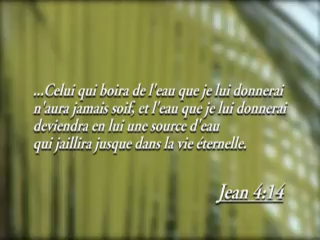 ...Celui qui boira de l'eau que je lui donnerai
n'aura jamais soif, et l'eau que je lui donnerai
deviendra en lui une source d'eau
qui jaillira jusque dans la vie éternelle.
Jean 4:14